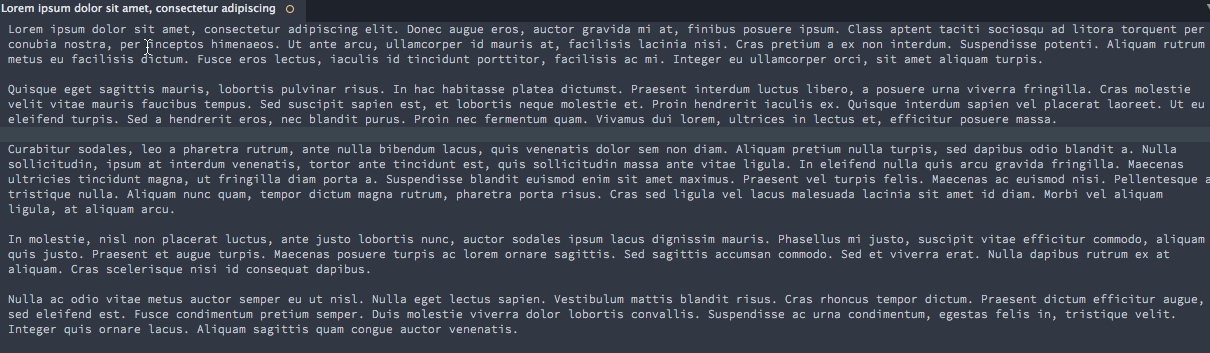 Lorem ipsum dolor sit amet, consectetur adipiscing
Lorem ipsum dolor sit amet, consectetur adipiscing elit. Donec augue eros, auctor gravida mi at, finibus posuere ipsum. Class aptent taciti sociosqu ad litora torquent per
conubia nostra, per inceptos himenaeos. Ut ante arcu, ullamcorper id mauris at, facilisis lacinia nisi. Cras pretium a ex non interdum. Suspendisse potenti. Aliquam rutrum
metus eu facilisis dictum. Fusce eros lectus, iaculis id tincidunt porttitor, facilisis ac mi. Integer eu ullamcorper orci, sit amet aliquam turpis.
Quisque eget sagittis mauris, lobortis pulvinar risus. In hac habitasse platea dictumst. Praesent interdum luctus libero, a posuere urna viverra fringilla. Cras molestie
velit vitae mauris faucibus tempus. Sed suscipit sapien est, et lobortis neque molestie et. Proin hendrerit iaculis ex. Quisque interdum sapien vel placerat laoreet. Ut eu
eleifend turpis. Sed a hendrerit eros, nec blandit purus. Proin nec fermentum quam. Vivamus dui lorem, ultrices in lectus et, efficitur posuere massa.
Curabitur sodales, leo a pharetra rutrum, ante nulla bibendum lacus, quis venenatis dolor sem non diam. Aliquam pretium nulla turpis, sed dapibus odio blandit a. Nulla
sollicitudin, ipsum at interdum venenatis, tortor ante tincidunt est, quis sollicitudin massa ante vitae ligula. In eleifend nulla quis arcu gravida fringilla. Maecenas
ultricies tincidunt magna, ut fringilla diam porta a. Suspendisse blandit euismod enim sit amet maximus. Praesent vel turpis felis. Maecenas ac euismod nisi. Pellentesque a
tristique nulla. Aliquam nunc quam, tempor dictum magna rutrum, pharetra porta risus. Cras sed ligula vel lacus malesuada lacinia sit amet id diam. Morbi vel aliquam
ligula, at aliquam arcu.
In molestie, nisl non placerat luctus, ante justo lobortis nunc, auctor sodales ipsum lacus dignissim mauris. Phasellus mi justo, suscipit vitae efficitur commodo, aliquam
quis justo. Praesent et augue turpis. Maecenas posuere turpis ac lorem ornare sagittis. Sed sagittis accumsan commodo. Sed et viverra erat. Nulla dapibus rutrum ex at
aliquam. Cras scelerisque nisi id consequat dapibus.
Nulla ac odio vitae metus auctor semper eu ut nisl. Nulla eget lectus sapien. Vestibulum mattis blandit risus. Cras rhoncus tempor dictum. Praesent dictum efficitur augue,
sed eleifend est. Fusce condimentum pretium semper. Duis molestie viverra dolor lobortis convallis. Suspendisse ac urna condimentum, egestas felis in, tristique velit.
Integer quis ornare lacus. Aliquam sagittis quam congue auctor venenatis.